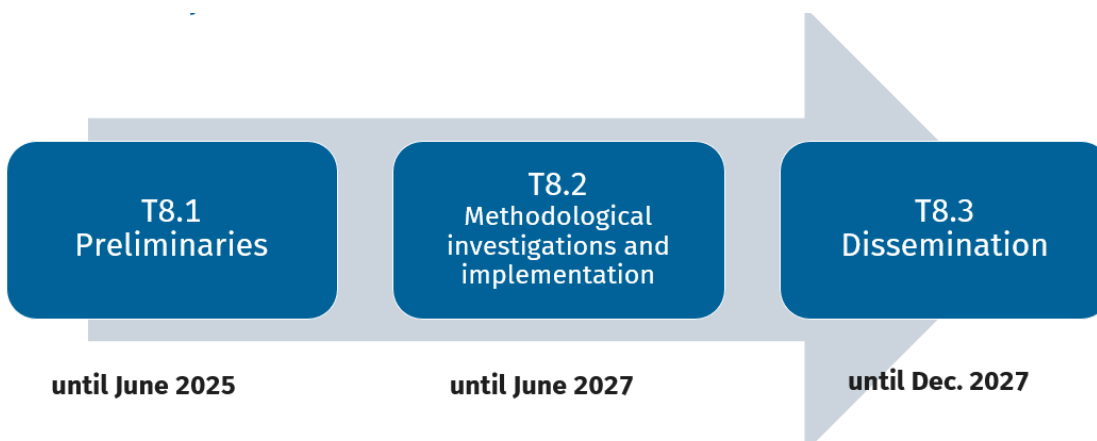 T8.1
Preliminaries
T8.2
Methodological
investigations and
implementation
T8.3
Dissemination
until June 2025
until June 2027
until Dec. 2027